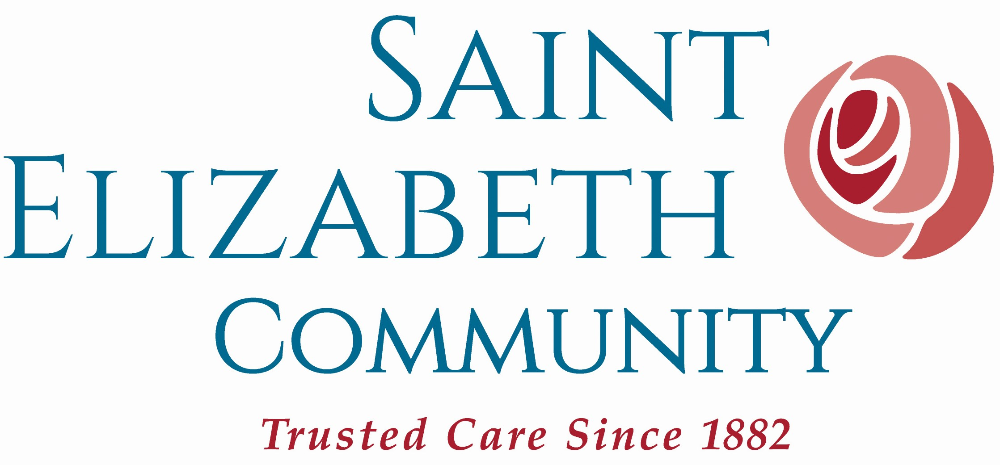 SAINT
ELIZABETH
COMMUNITY
Trusted Care Since 1882